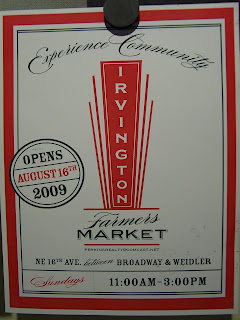 Experience Community
IRVINGTON
OPENS
AUGUST 16TH
2009
Farmers
MARKET
NE 16TH AVE. between BROADWAY & WEIDLER
Sundays
11:00AM-3:00PM